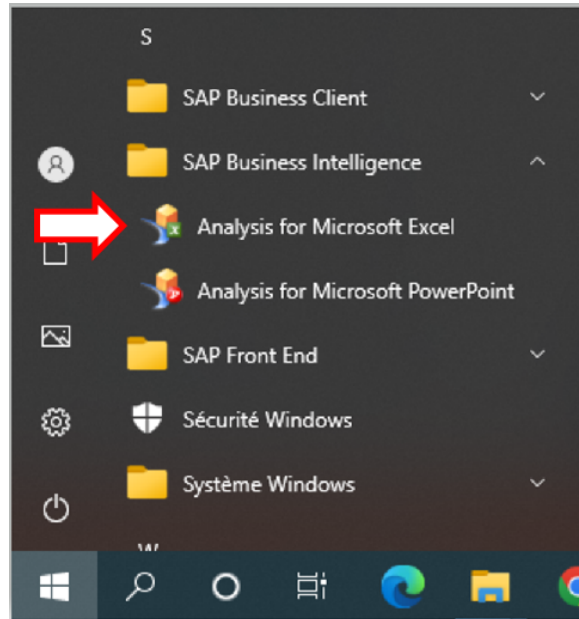 S
SAP Business Client
SAP Business Intelligence
Analysis for Microsoft Excel
Analysis for Microsoft PowerPoint
SAP Front End
Sécurité Windows
Système Windows
W